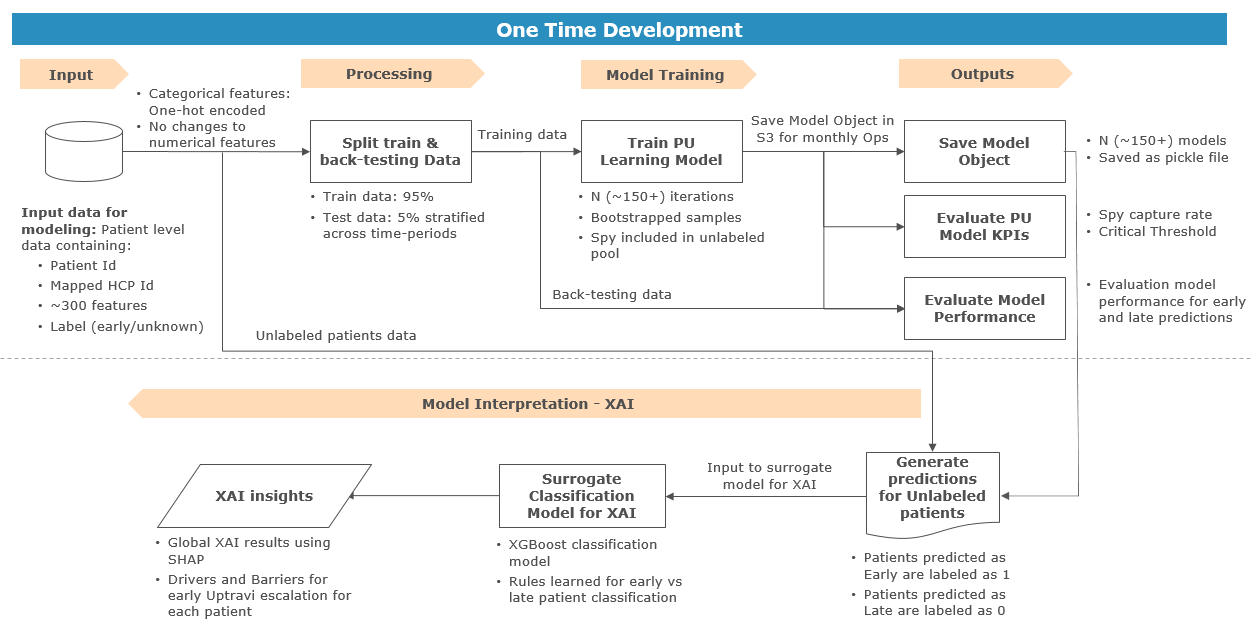 One Time Development
Input
Processing
Model Training
Outputs
• Categorical features:
One-hot encoded
• No changes to
numerical features
Split train &
back-testing Data
Training data
Train PU
Learning Model
Save Model Object in
S3 for monthly Ops
Save Model
Object
• N (~150+) models
• Saved as pickle file
• Train data: 95%
• Test data: 5% stratified
across time-periods
• N (~150+) iterations
• Bootstrapped samples
• Spy included in unlabeled
pool
Evaluate PU
Model KPIs
• Spy capture rate
• Critical Threshold
Input data for
modeling: Patient level
data containing:
• Patient Id
• Mapped HCP Id
• ~300 features
• Label (early/unknown)
Back-testing data
Evaluate Model
Performance
• Evaluation model
performance for early
and late predictions
Unlabeled patients data
Model Interpretation - XAI
Generate
predictions
for Unlabeled
patients
Input to surrogate
model for XAI
Surrogate
Classification
Model for XAI
XAI insights
• Global XAI results using
SHAP
• Drivers and Barriers for
early Uptravi escalation for
each patient
• XGBoost classification
model
• Rules learned for early vs
late patient classification
• Patients predicted as
Early are labeled as 1
• Patients predicted as
Late are labeled as 0